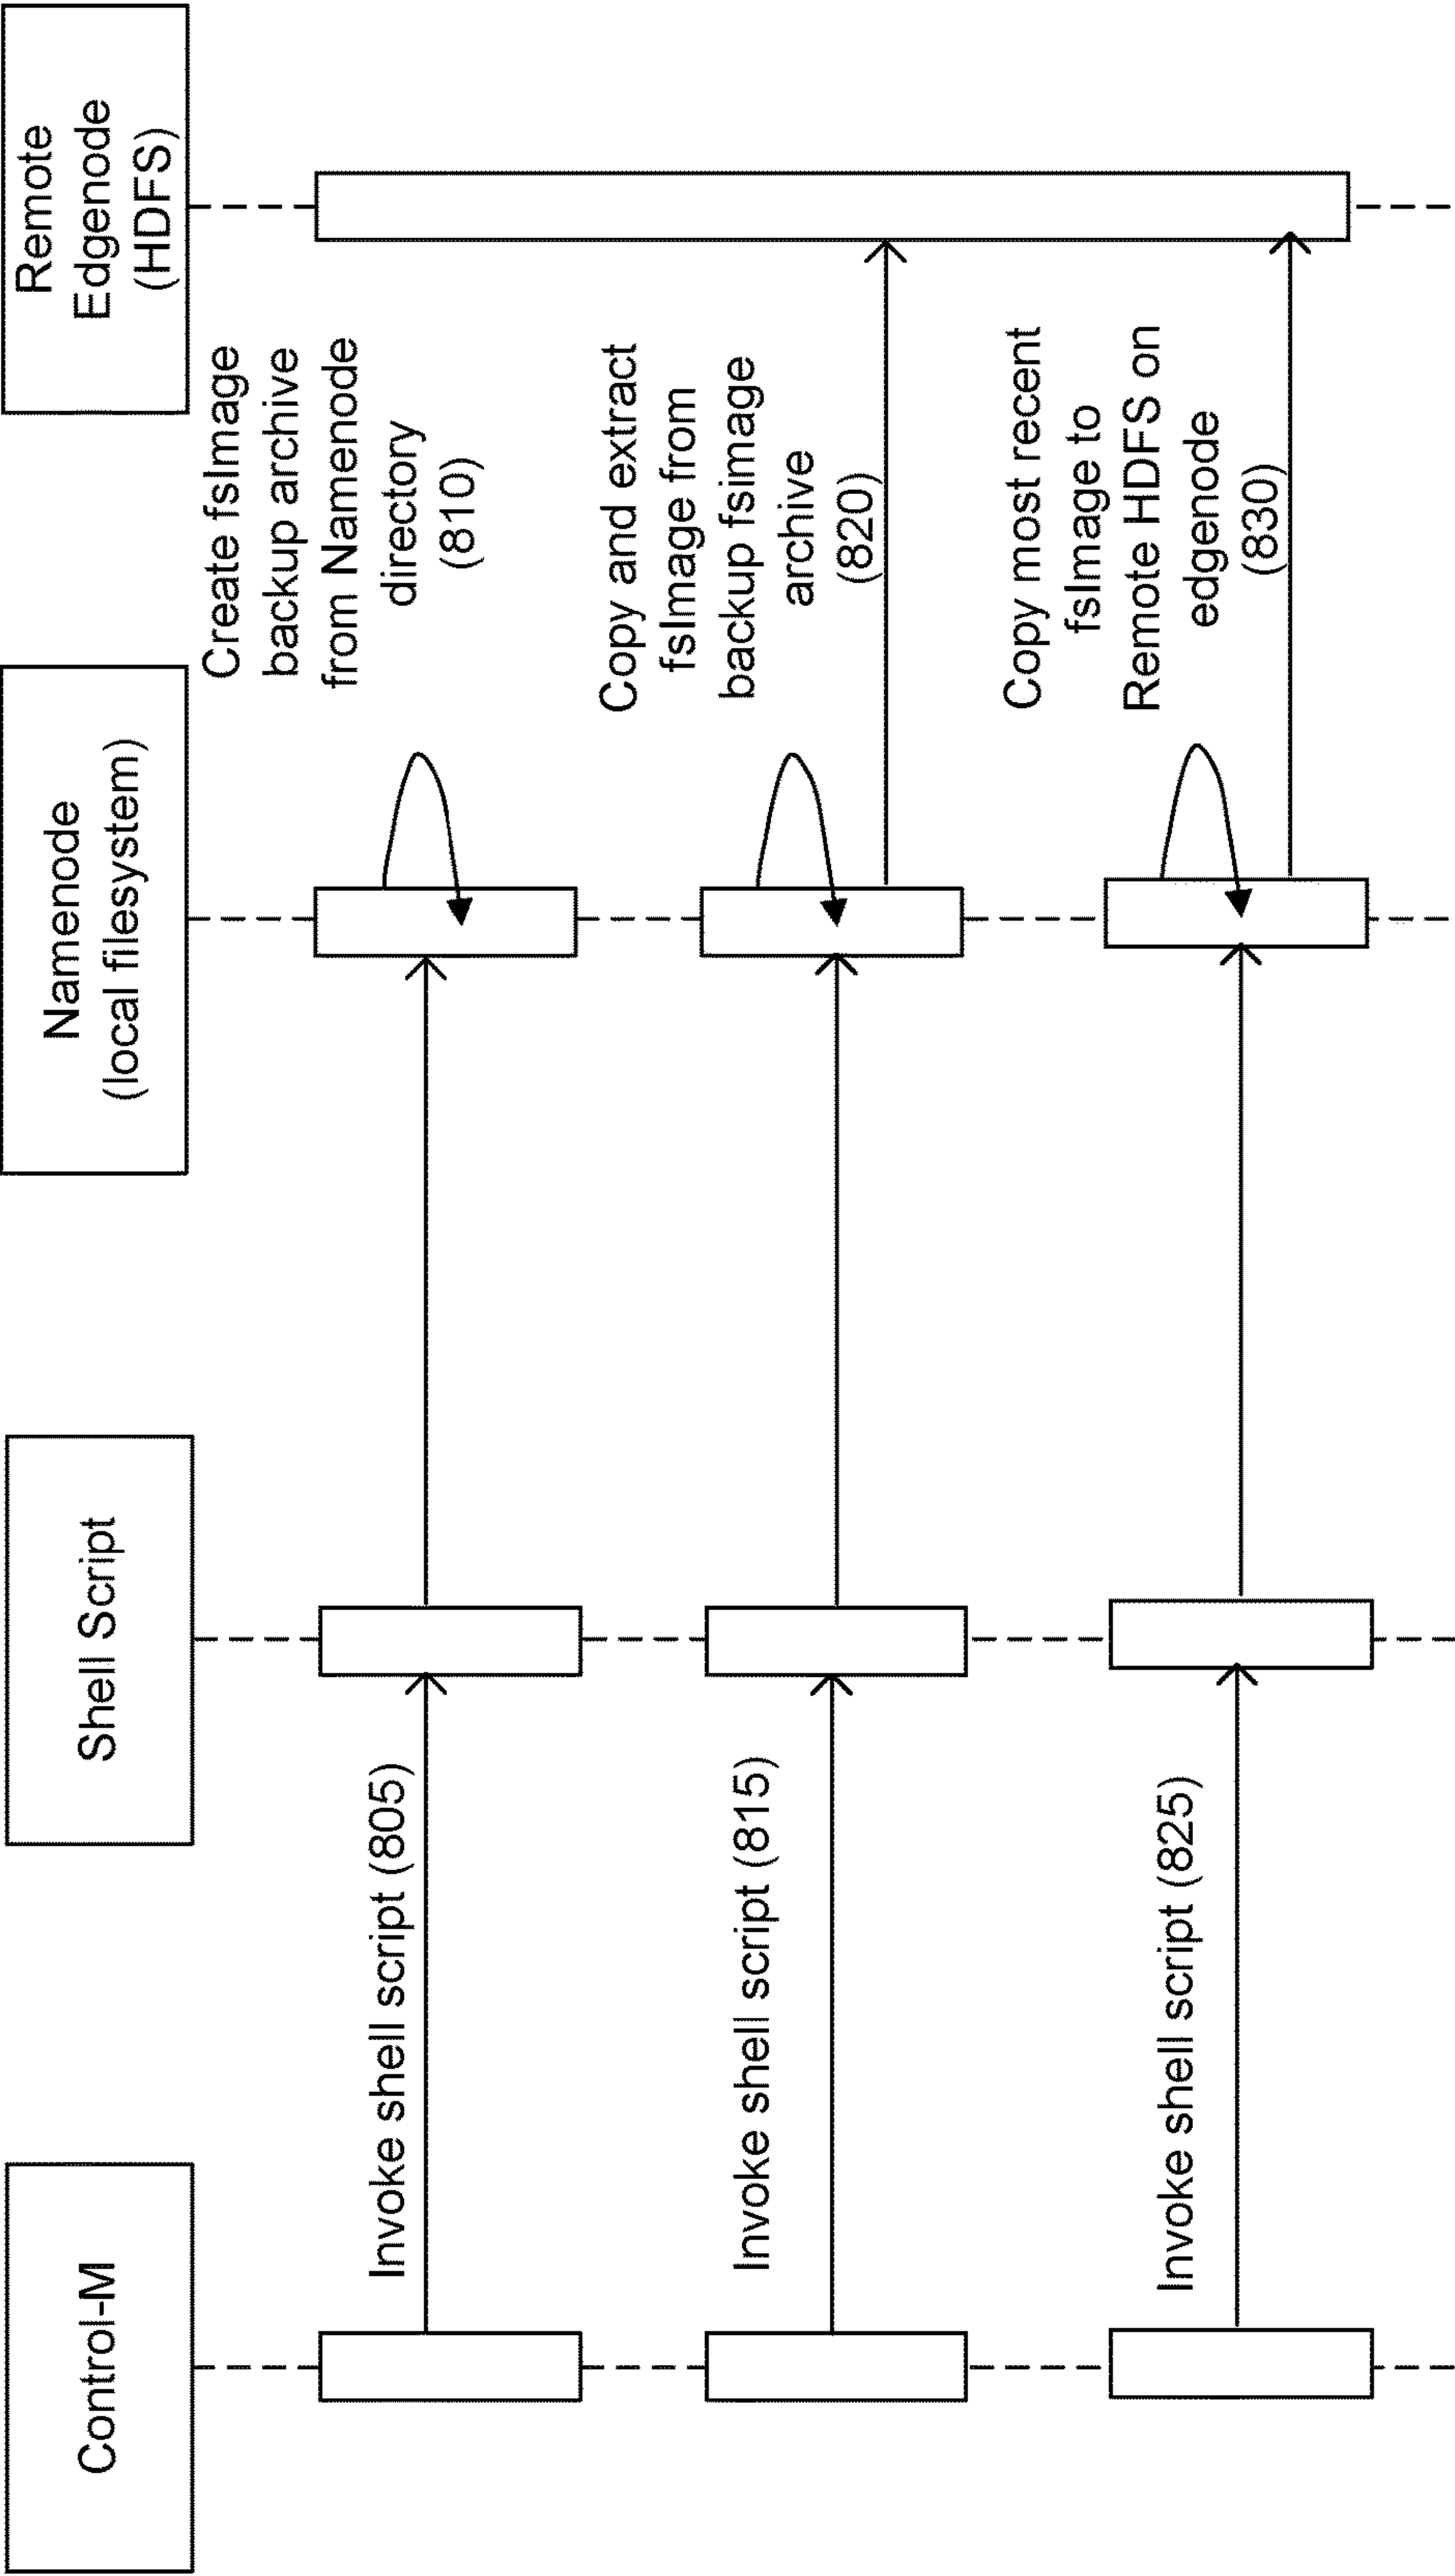 Control-M
Shell Script
Namenode
(local filesystem)
Remote
Edgenode
(HDFS)
Invoke shell script (805)
Create fsImage
backup archive
from Namenode
directory
(810)
Invoke shell script (815)
Copy and extract
fsImage from
backup fsimage
archive
(820)
Invoke shell script (825)
Copy most recent
fsImage to
Remote HDFS on
edgenode
(830)